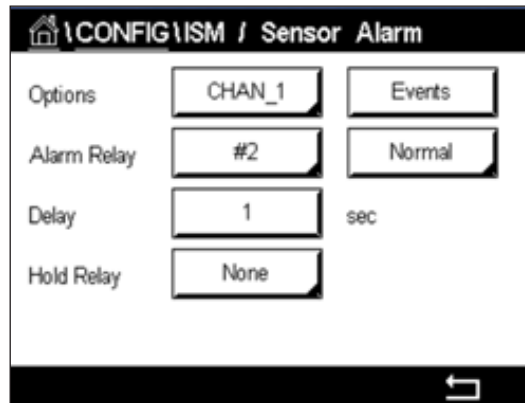 \CONFIG\ISM / Sensor Alarm
Options CHAN_1 Events
Alarm Relay #2 Normal
Delay 1 sec
Hold Relay None